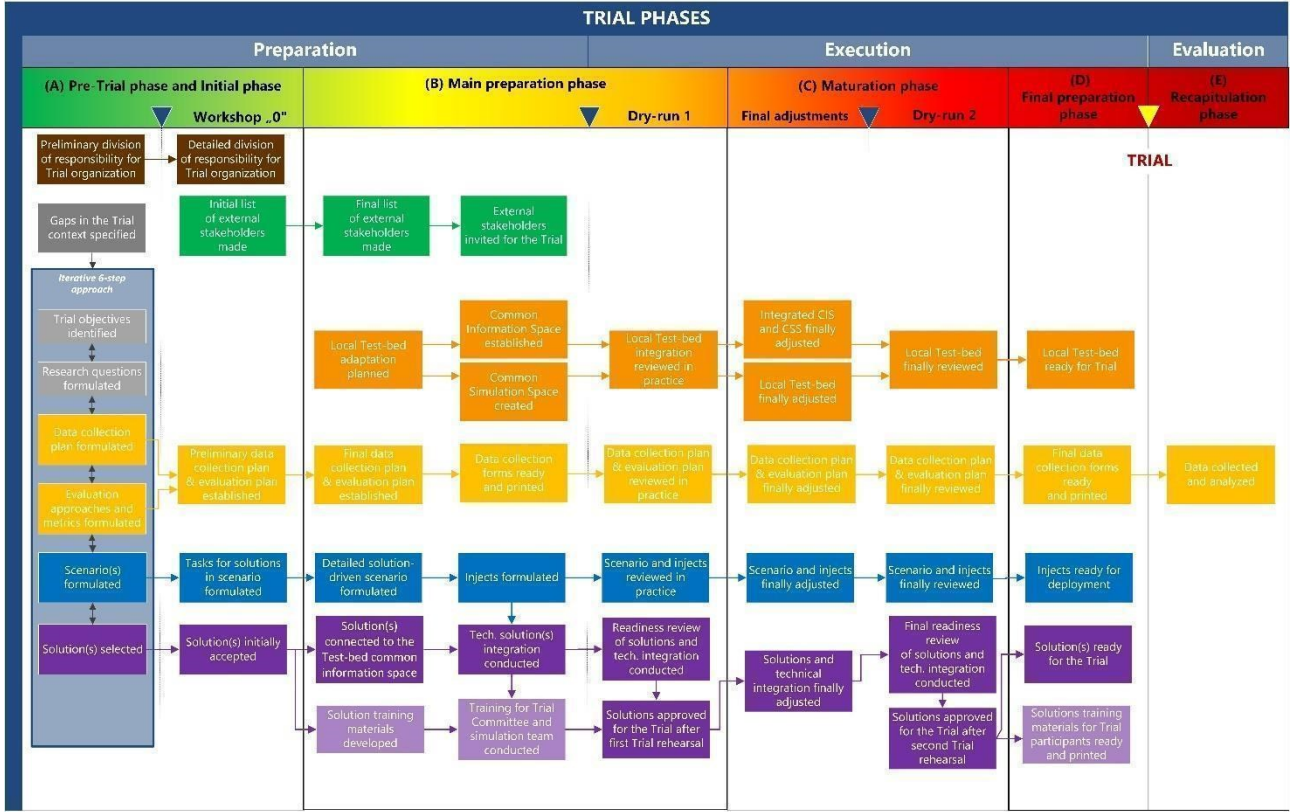 TRIAL PHASES
Preparation
Execution
Evaluation
(A) Pre-Trial phase and Initial phase
(B) Main preparation phase
(C) Maturation phase
(D)
Final preparation
phase
(E)
Recapitulation
phase
Workshop „0"
Dry-run 1
Final adjustments
Dry-run 2
TRIAL
Preliminary division
of responsibility for
Trial organization
Detailed division
of responsibility for
Trial organization
Gaps in the Trial
context specified
Initial list
of external
stakeholders
made
Final list
of external
stakeholders
made
External
stakeholders
invited for the Trial
Iterative 6-step
approach
Trial objectives
identified
Research questions
formulated
Data collection
plan formulated
Evaluation
approaches and
metrics formulated
Scenario(s)
formulated
Solution(s) selected
Local Test-bed
adaptation
planned
Common
Information Space
established
Common
Simulation Space
created
Local Test-bed
integration
reviewed in
practice
Integrated CIS
and CSS finally
adjusted
Local Test-bed
finally adjusted
Local Test-bed
finally reviewed
Local Test-bed
ready for Trial
Preliminary data
collection plan
& evaluation plan
established
Final data
collection plan
& evaluation plan
established
Data collection
forms ready
and printed
Data collection plan
& evaluation plan
reviewed in
practice
Data collection plan
& evaluation plan
finally adjusted
Data collection plan
& evaluation plan
finally reviewed
Final data
collection forms
ready
and printed
Data collected
and analyzed
Tasks for solutions
in scenario
formulated
Detailed solution-
driven scenario
formulated
Injects formulated
Scenario and injects
reviewed in
practice
Scenario and injects
finally adjusted
Scenario and injects
finally reviewed
Injects ready for
deployment
Solution(s) initially
accepted
Solution(s)
connected to the
Test-bed common
information space
Tech. solution(s)
integration
conducted
Readiness review
of solutions and
tech. integration
conducted
Solutions and
technical
integration finally
adjusted
Final readiness
review
of solutions and
tech. integration
conducted
Solution(s) ready
for the Trial
Solution training
materials
developed
Training for Trial
Committee and
simulation team
conducted
Solutions approved
for the Trial after
first Trial rehearsal
Solutions approved
for the Trial after
second Trial
rehearsal
Solutions training
materials for Trial
participants ready
and printed